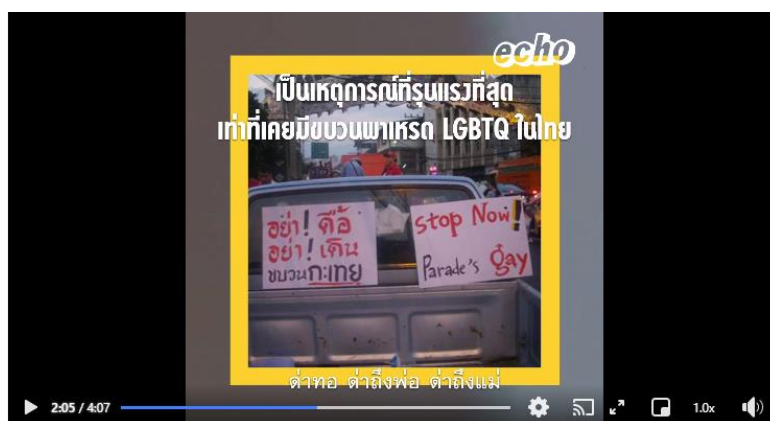 echo
เป็นเหตุการณ์ที่รุนแรงที่สุด
เท่าที่เคยมีขบวนพาเหรด LGBTQ ในไทย
อย่า! ดื้อ
อย่า! เดิน
ขบวนกะเทย
Stop Now!
Parade's gay
ด่าทอ ด่าถึงพ่อ ด่าถึงแม่
2:05 / 4:07
1.0x